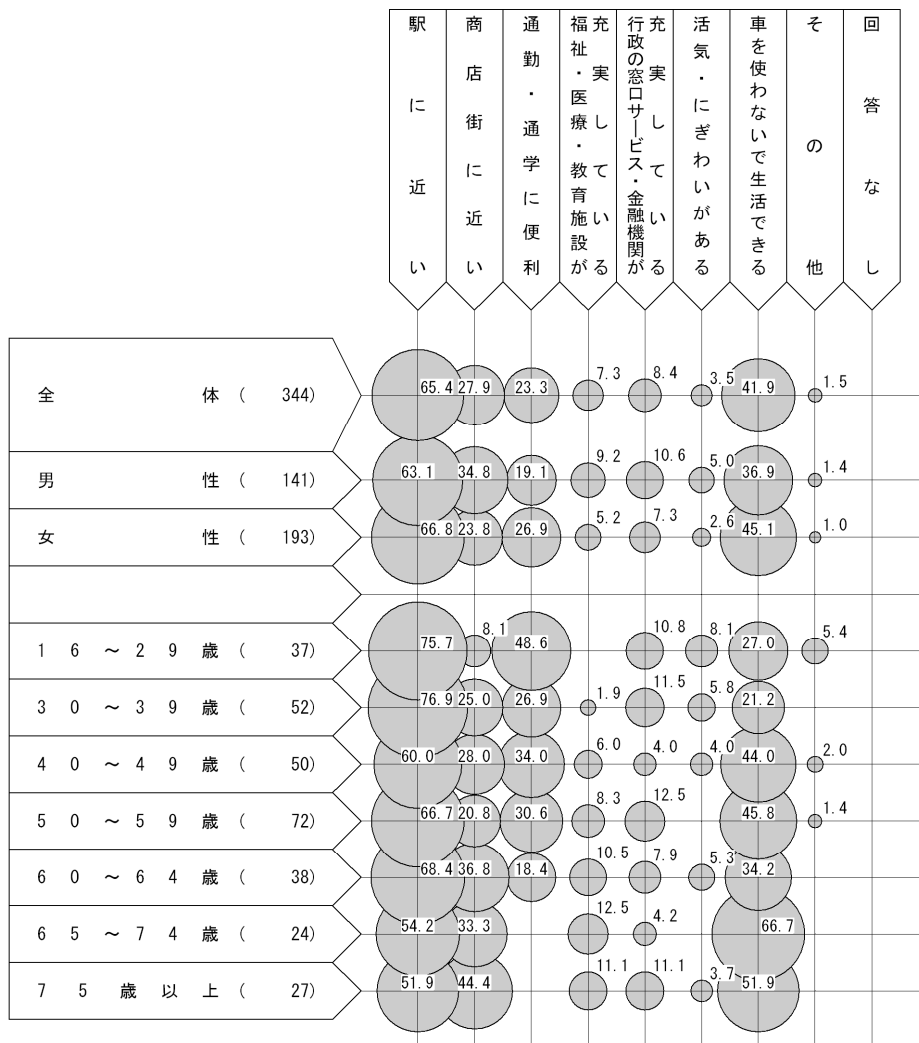 駅に近い
商店街に近い
通勤・通学に便利
福祉・医療・教育施設が
充実している
行政の窓口サービス・金融機関が
充実している
活気・にぎわいがある
車を使わないで生活できる
その他
回答なし
全体(344) 65.4 27.9 23.3 7.3 8.4 3.5 41.9 1.5
男性(141) 63.1 34.8 19.1 9.2 10.6 5.0 36.9 1.4
女性(193) 66.8 23.8 26.9 5.2 7.3 2.6 45.1 1.0
16~29歳(37) 75.7 8.1 48.6 10.8 8.1 27.0 5.4
30~39歳(52) 76.9 25.0 26.9 1.9 11.5 5.8 21.2
40~49歳(50) 60.0 28.0 34.0 6.0 4.0 4.0 44.0 2.0
50~59歳(72) 66.7 20.8 30.6 8.3 12.5 45.8 1.4
60~64歳(38) 68.4 36.8 18.4 10.5 7.9 5.3 34.2
65~74歳(24) 54.2 33.3 12.5 4.2 66.7
75歳以上(27) 51.9 44.4 11.1 11.1 3.7 51.9